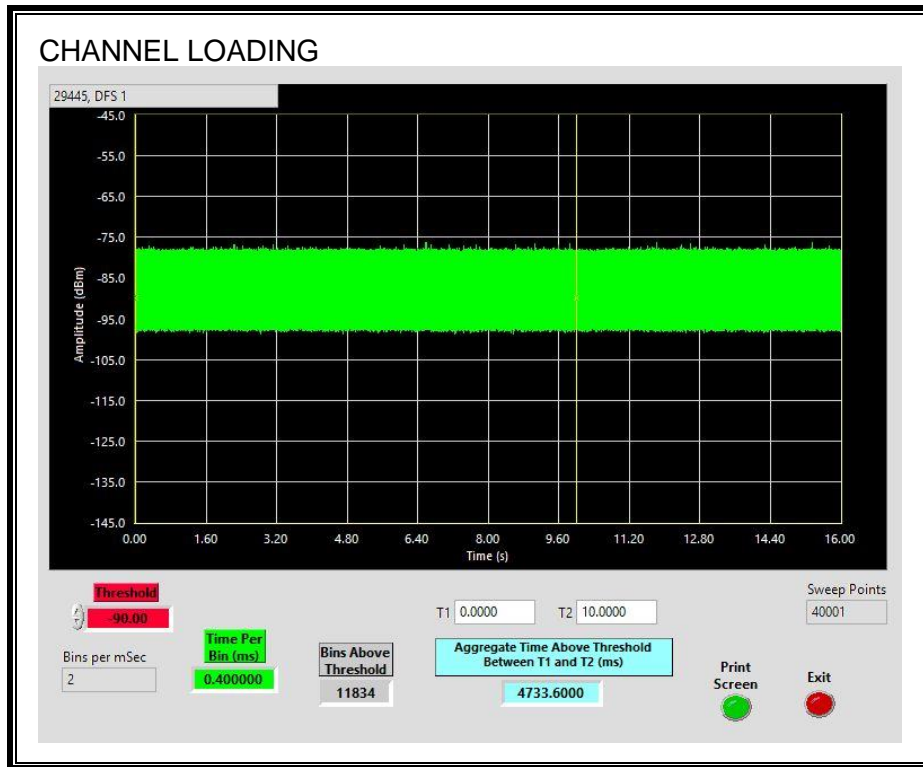 CHANNEL LOADING
29445, DFS 1
-45.0
-55.0
-65.0
-75.0
-85.0
-95.0
-105.0
-115.0
-125.0
-135.0
-145.0
Amplitude (dBm)
0.00 1.60 3.20 4.80 6.40 8.00 9.60 11.20 12.80 14.40 16.00
Time (s)
Threshold
-90.00
Bins per mSec
2
Time Per
Bin (ms)
0.400000
Bins Above
Threshold
11834
T1 0.0000 T2 10.0000
Aggregate Time Above Threshold
Between T1 and T2 (ms)
4733.6000
Sweep Points
40001
Print
Screen
Exit